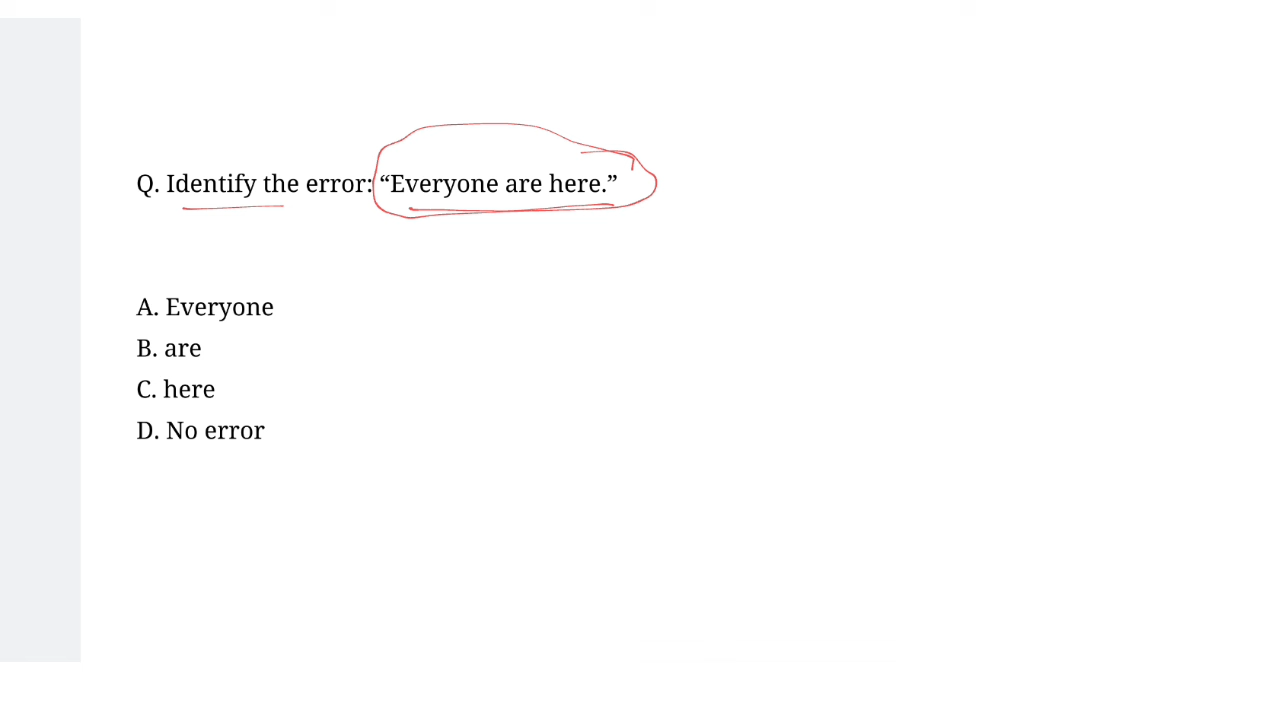 Q. Identify the error: “Everyone are here.”
A. Everyone
B. are
C. here
D. No error